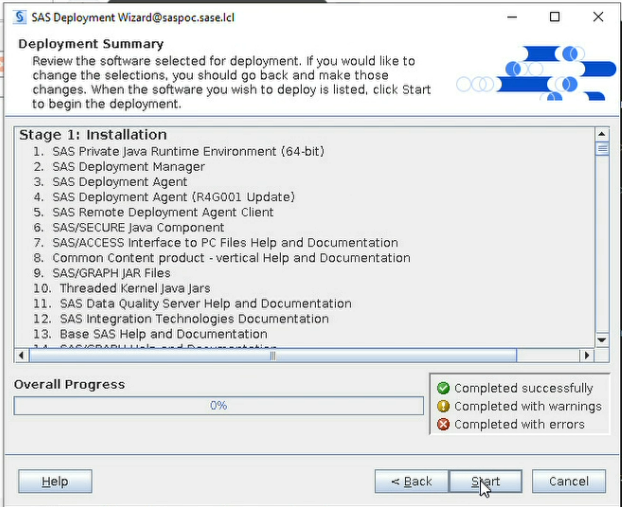 SAS Deployment Wizard@saspoc.sase.lcl
Deployment Summary
Review the software selected for deployment. If you would like to
change the selections, you should go back and make those
changes. When the software you wish to deploy is listed, click Start
to begin the deployment.
Stage 1: Installation
1. SAS Private Java Runtime Environment (64-bit)
2. SAS Deployment Manager
3. SAS Deployment Agent
4. SAS Deployment Agent (R4G001 Update)
5. SAS Remote Deployment Agent Client
6. SAS/SECURE Java Component
7. SAS/ACCESS Interface to PC Files Help and Documentation
8. Common Content product - vertical Help and Documentation
9. SAS/GRAPH JAR Files
10. Threaded Kernel Java Jars
11. SAS Data Quality Server Help and Documentation
12. SAS Integration Technologies Documentation
13. Base SAS Help and Documentation
14. SAS/GRAPH Help and Documentation
Overall Progress
0%
Completed successfully
Completed with warnings
Completed with errors
Help
< Back
Start
Cancel